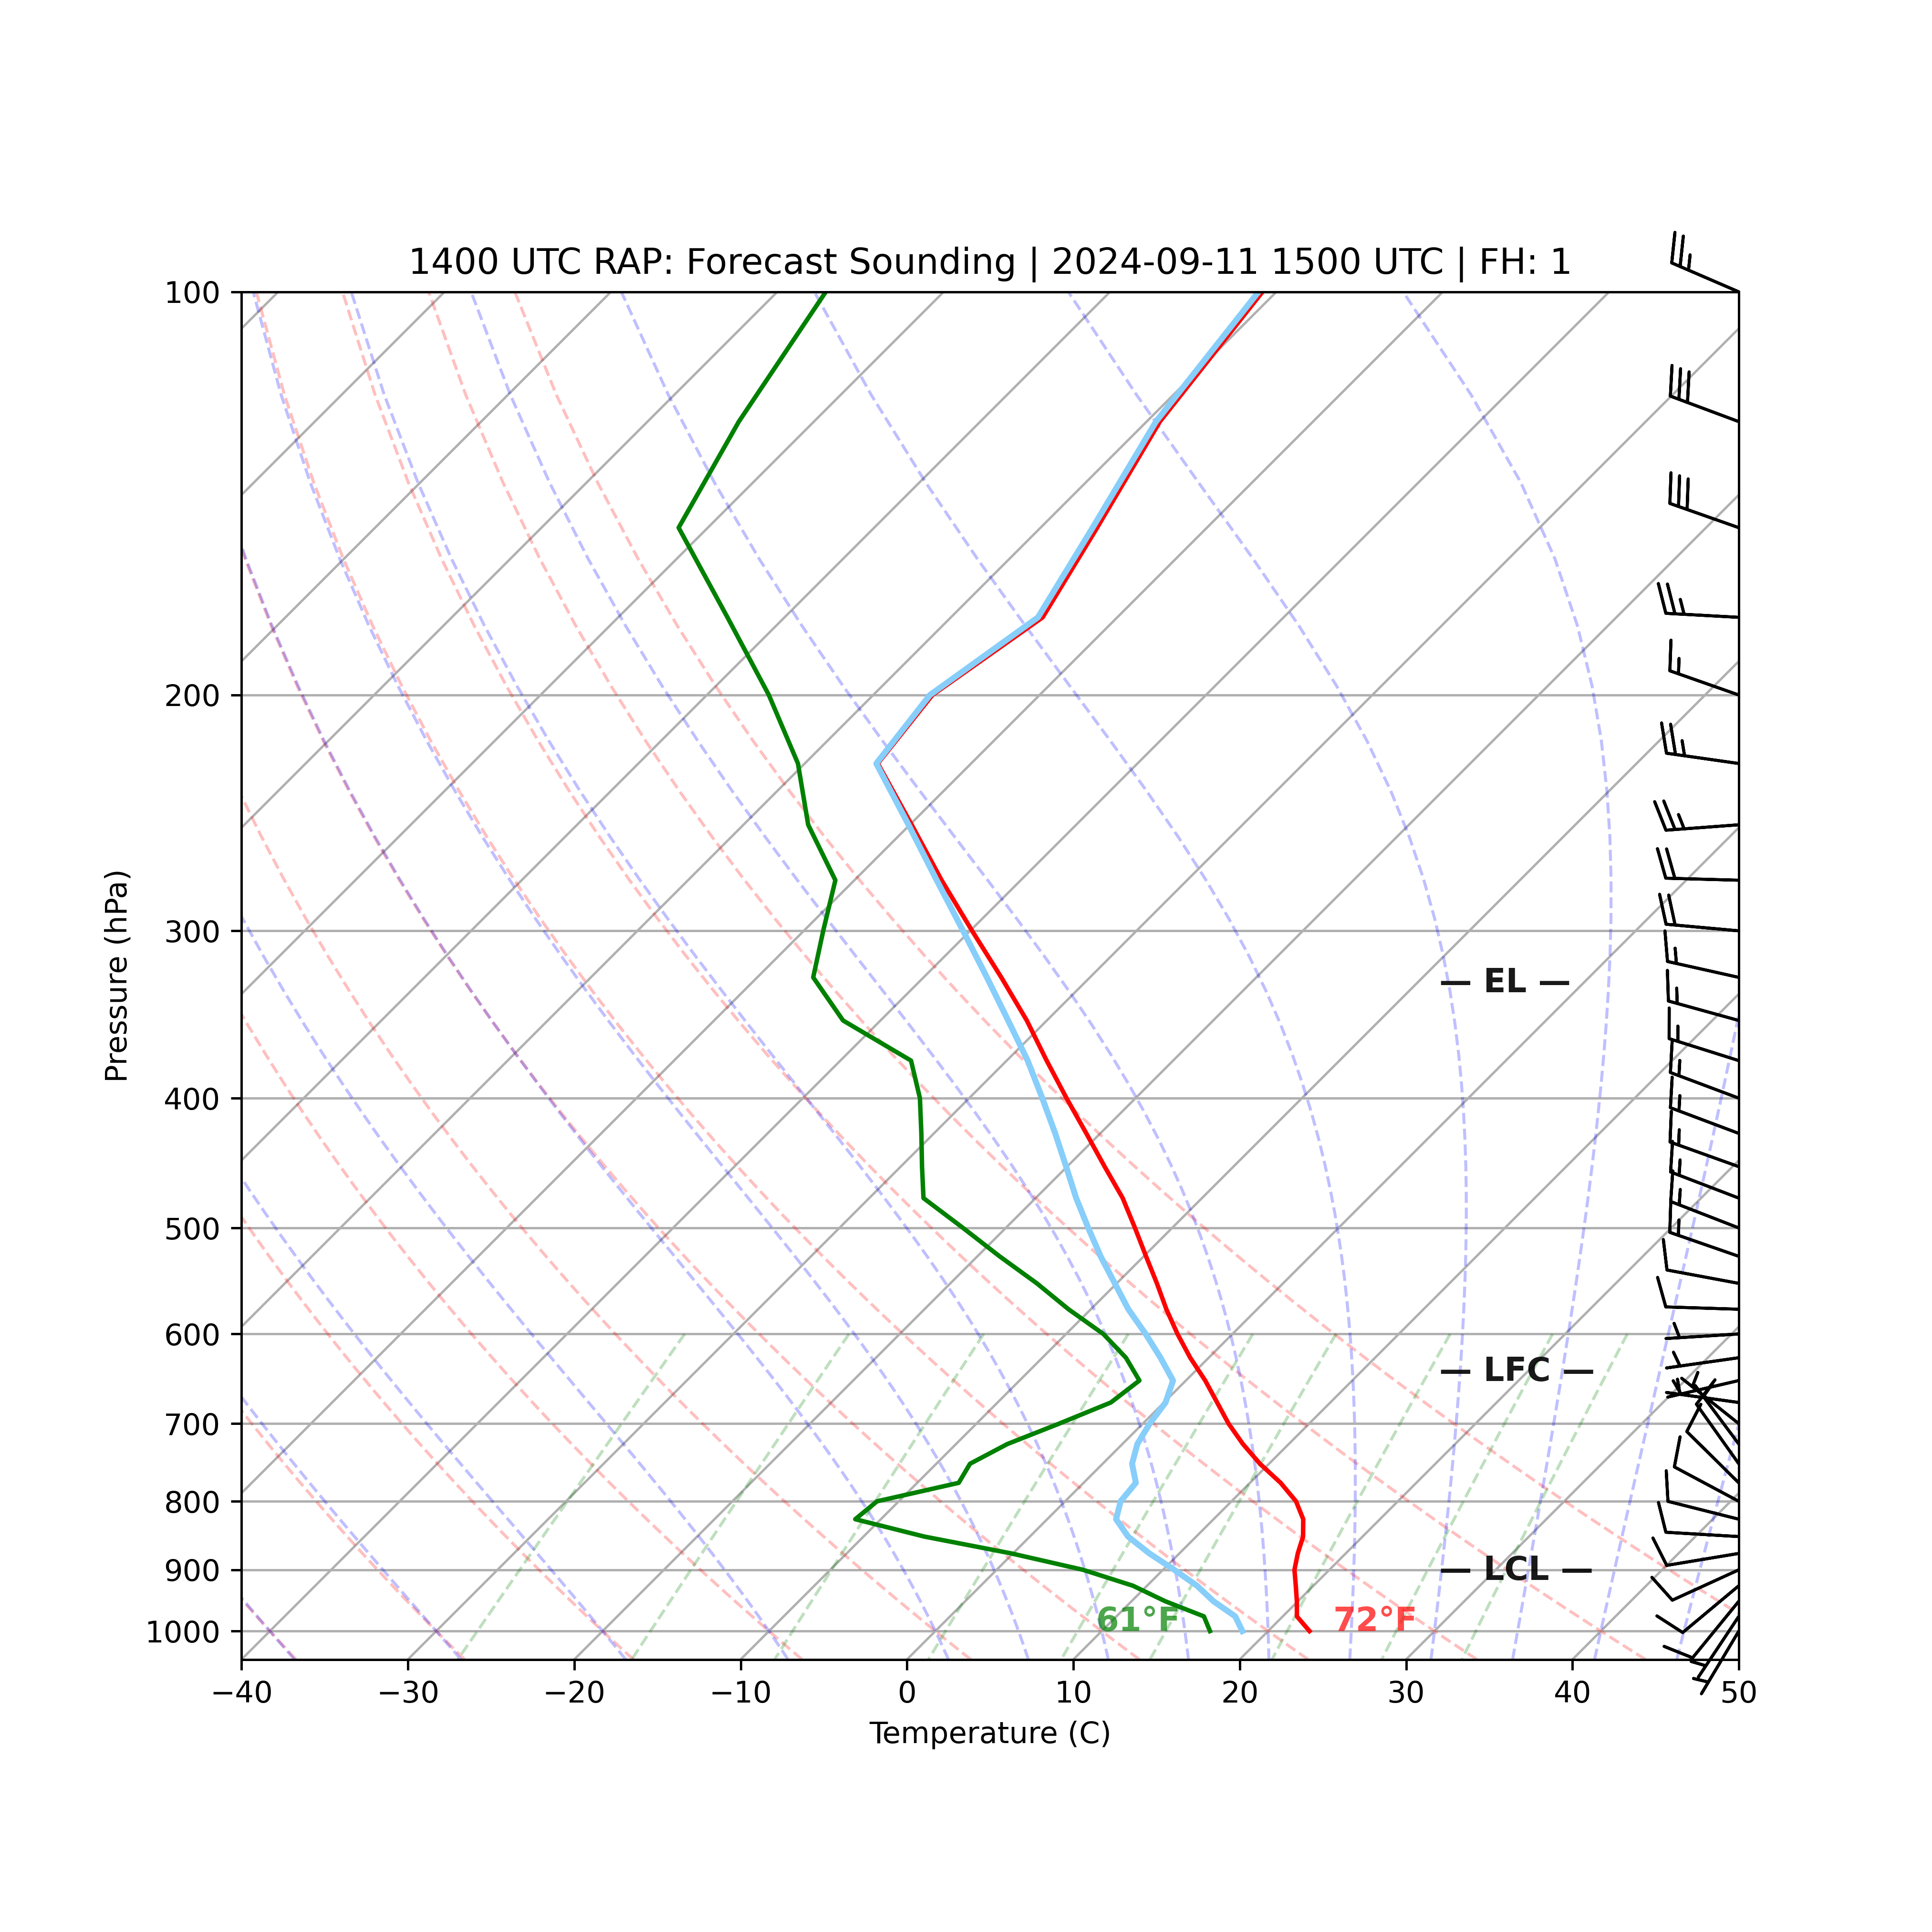 1400 UTC RAP: Forecast Sounding | 2024-09-11 1500 UTC | FH: 1
100
200
300
400
500
600
700
800
900
1000
Pressure (hPa)
— EL —
— LFC —
— LCL —
61°F
72°F
−40 −30 −20 −10 0 10 20 30 40 50
Temperature (C)